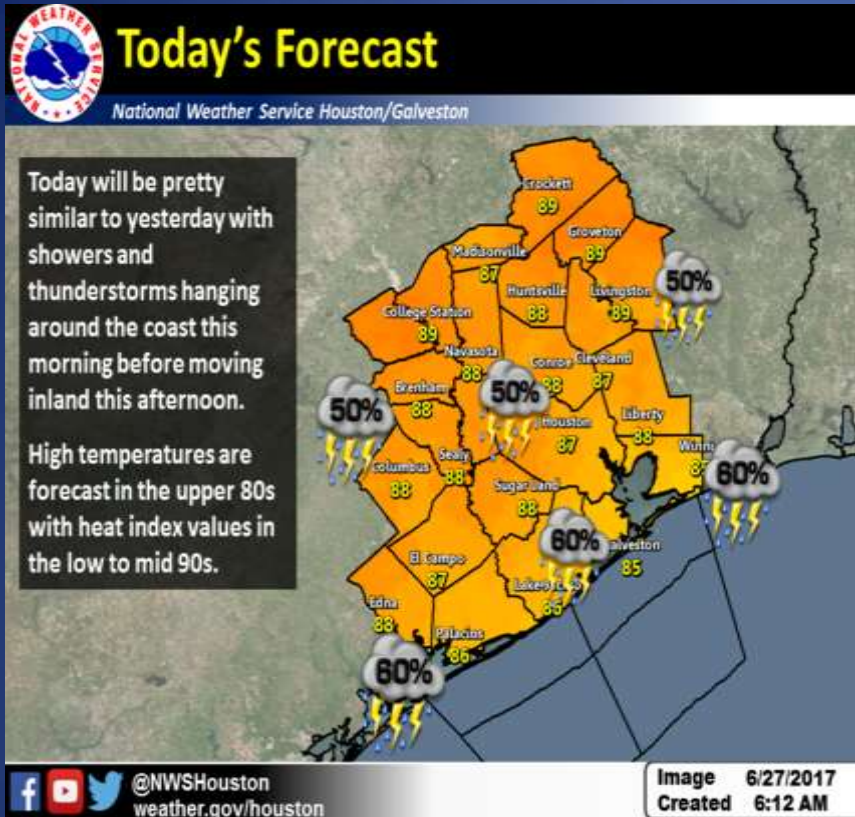 NATIONAL WEATHER SERVICE
Today's Forecast
National Weather Service Houston/Galveston
Today will be pretty
similar to yesterday with
showers and
thunderstorms hanging
around the coast this
morning before moving
inland this afternoon.
High temperatures are
forecast in the upper 80s
with heat index values in
the low to mid 90s.
Crockett
89
Groveton
89
Madisonville
87
50%
Huntsville
88
Livingston
89
College Station
89
Navasota
88
Conroe
88
Cleveland
87
Brenham
88
50%
50%
Houston
87
Liberty
88
Sealy
88
Columbus
88
60%
Sugar Land
88
60%
Galveston
85
El Campo
87
Edna
88
Palacios
86
60%
@NWSHouston
weather.gov/houston
Image 6/27/2017
Created 6:12 AM